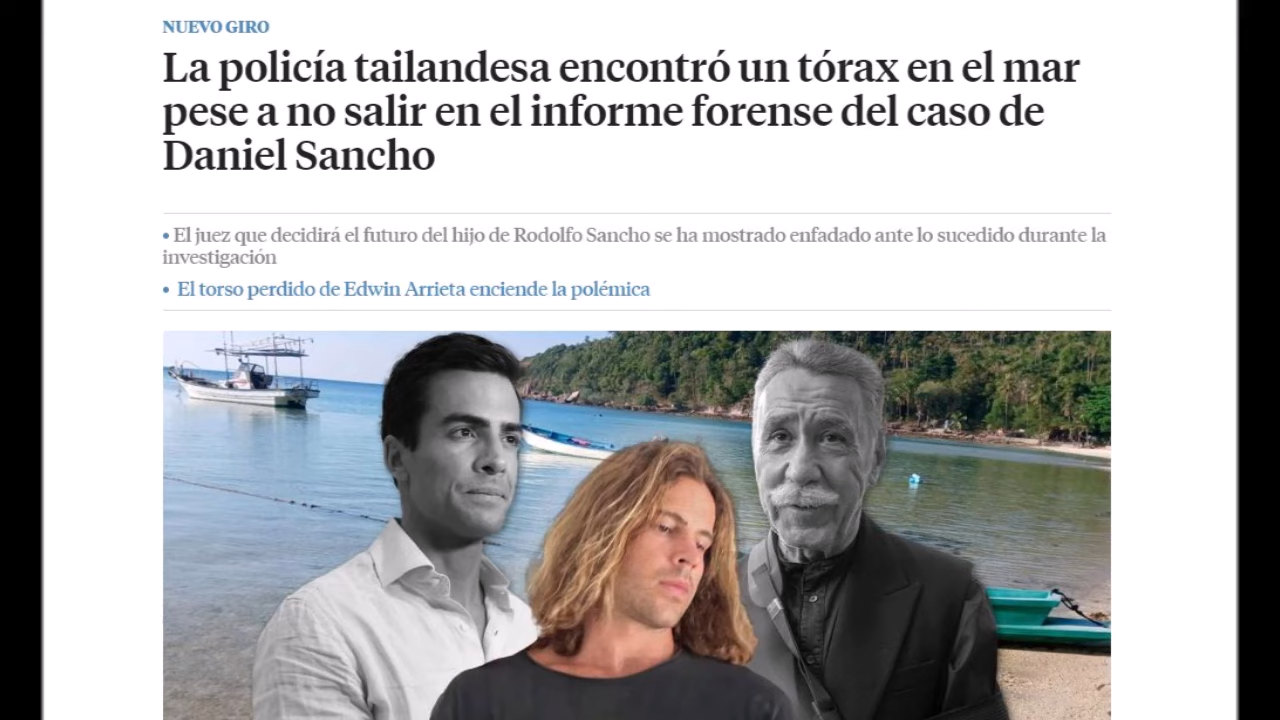 NUEVO GIRO
La policía tailandesa encontró un tórax en el mar
pese a no salir en el informe forense del caso de
Daniel Sancho
• El juez que decidirá el futuro del hijo de Rodolfo Sancho se ha mostrado enfadado ante lo sucedido durante la
investigación
• El torso perdido de Edwin Arrieta enciende la polémica